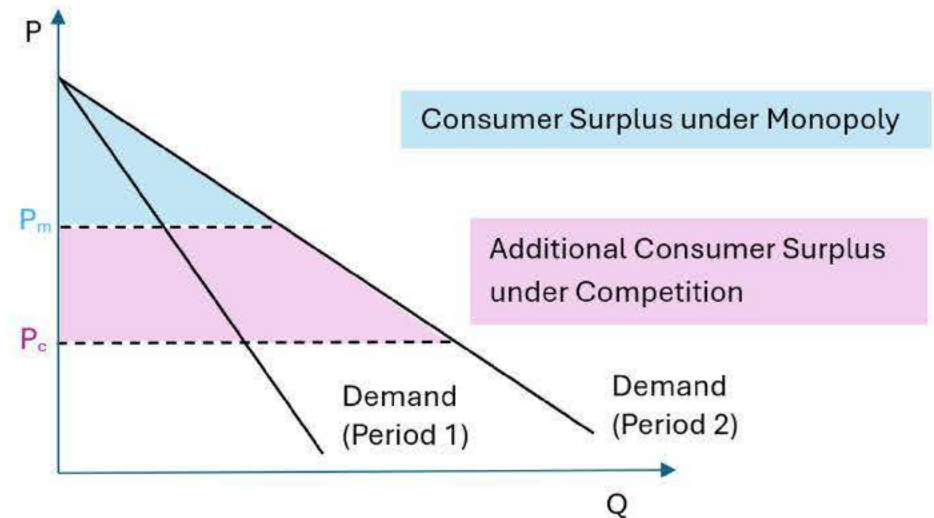 P
Consumer Surplus under Monopoly
Pm
Additional Consumer Surplus
under Competition
Pc
Demand
(Period 1)
Demand
(Period 2)
Q